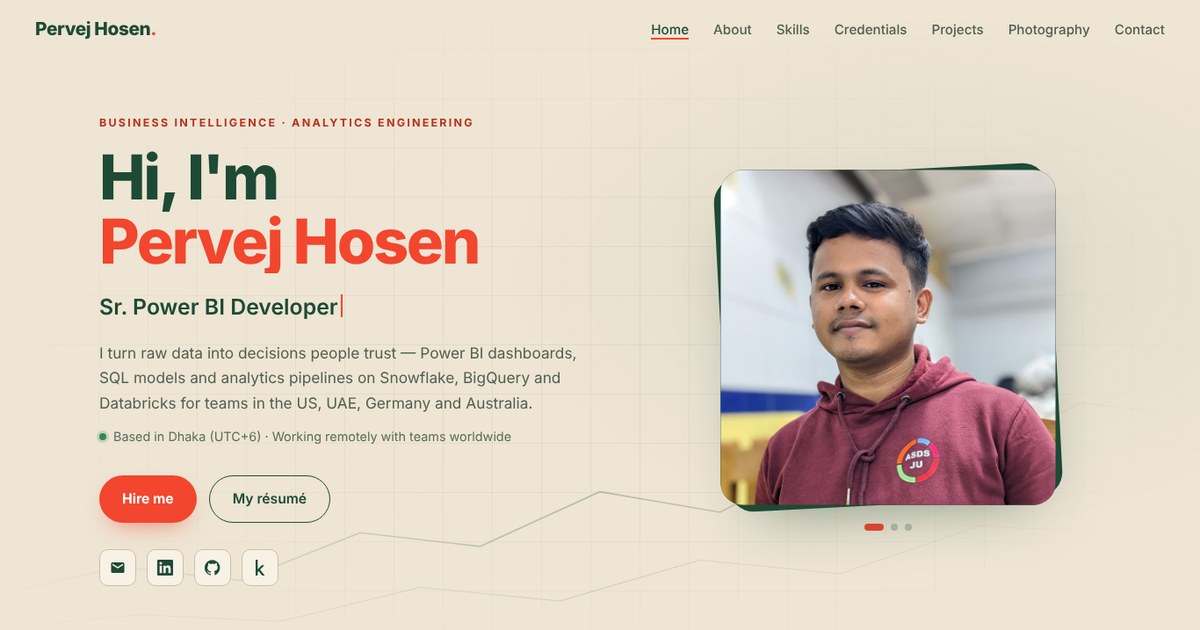 Pervej Hosen.
Home About Skills Credentials Projects Photography Contact
BUSINESS INTELLIGENCE · ANALYTICS ENGINEERING
Hi, I'm
Pervej Hosen
Sr. Power BI Developer
I turn raw data into decisions people trust — Power BI dashboards,
SQL models and analytics pipelines on Snowflake, BigQuery and
Databricks for teams in the US, UAE, Germany and Australia.
Based in Dhaka (UTC+6) · Working remotely with teams worldwide
Hire me My résumé
in k
ASDS
JU